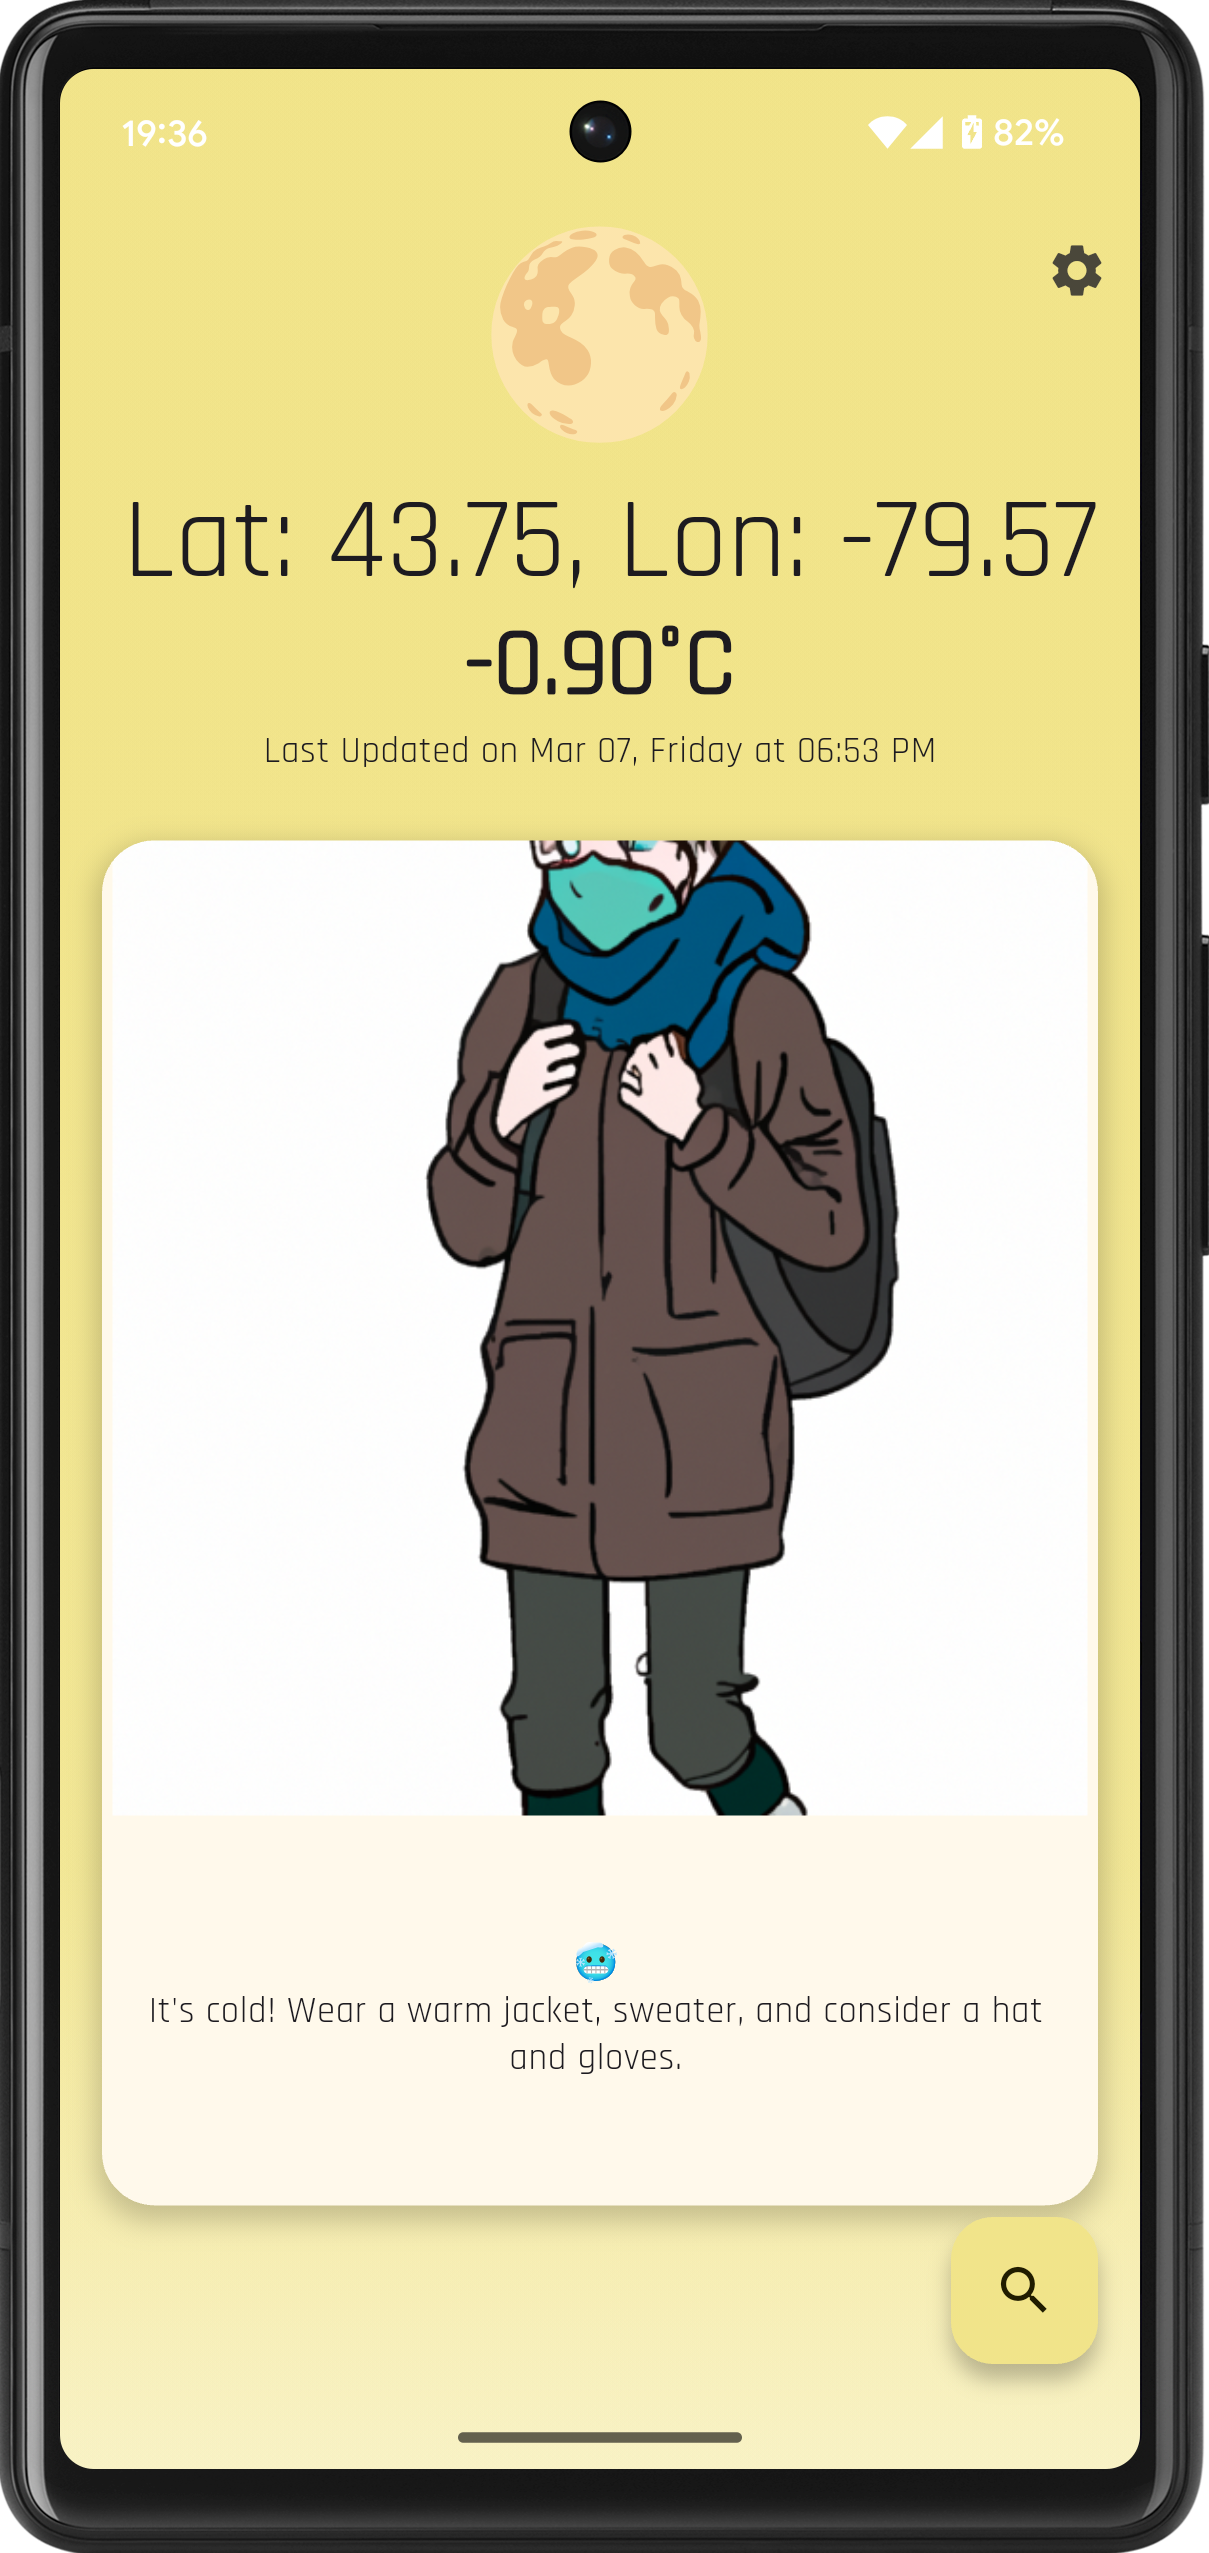 19:36 82%
Lat: 43.75, Lon: -79.57
-0.90°C
Last Updated on Mar 07, Friday at 06:53 PM
It's cold! Wear a warm jacket, sweater, and consider a hat
and gloves.